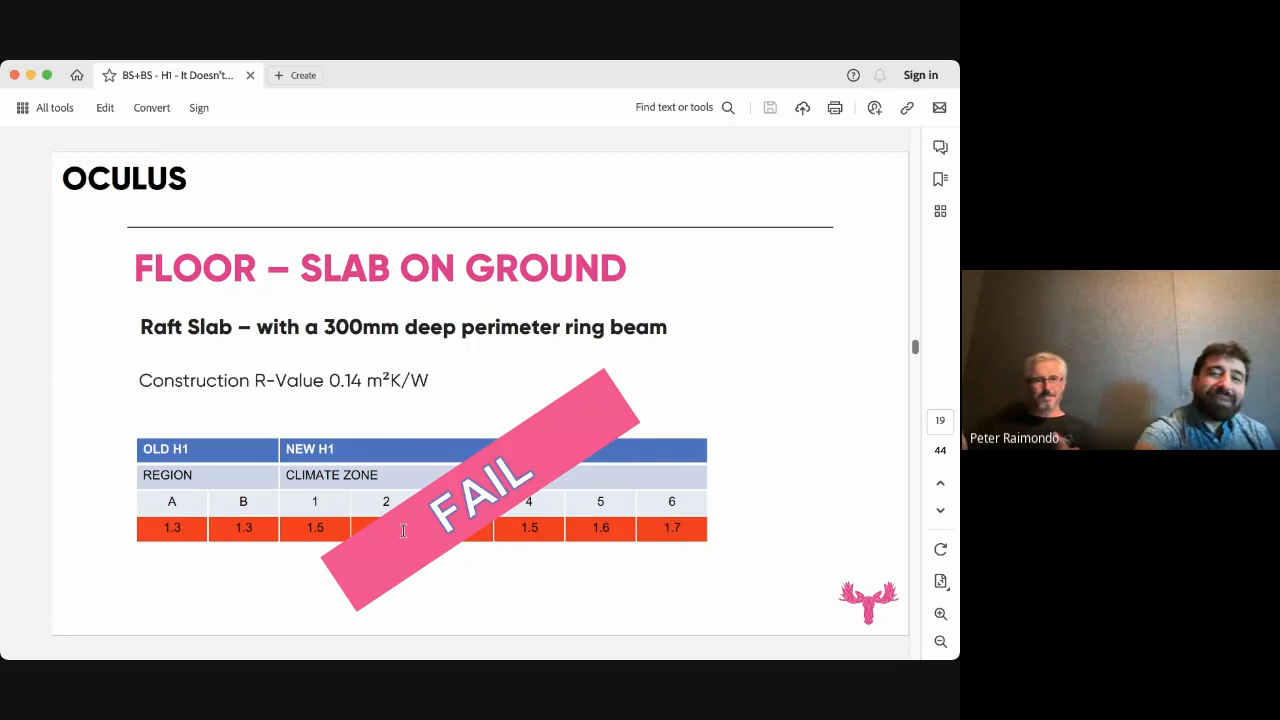 BS+BS - H1 - It Doesn't...
Create
Sign in
All tools
Edit
Convert
Sign
Find text or tools
OCULUS
FLOOR – SLAB ON GROUND
Raft Slab – with a 300mm deep perimeter ring beam
Construction R-Value 0.14 m²K/W
OLD H1 NEW H1
REGION CLIMATE ZONE
A B 1 2 4 5 6
1.3 1.3 1.5 1.5 1.6 1.7
FAIL
19
44
Peter Raimondo